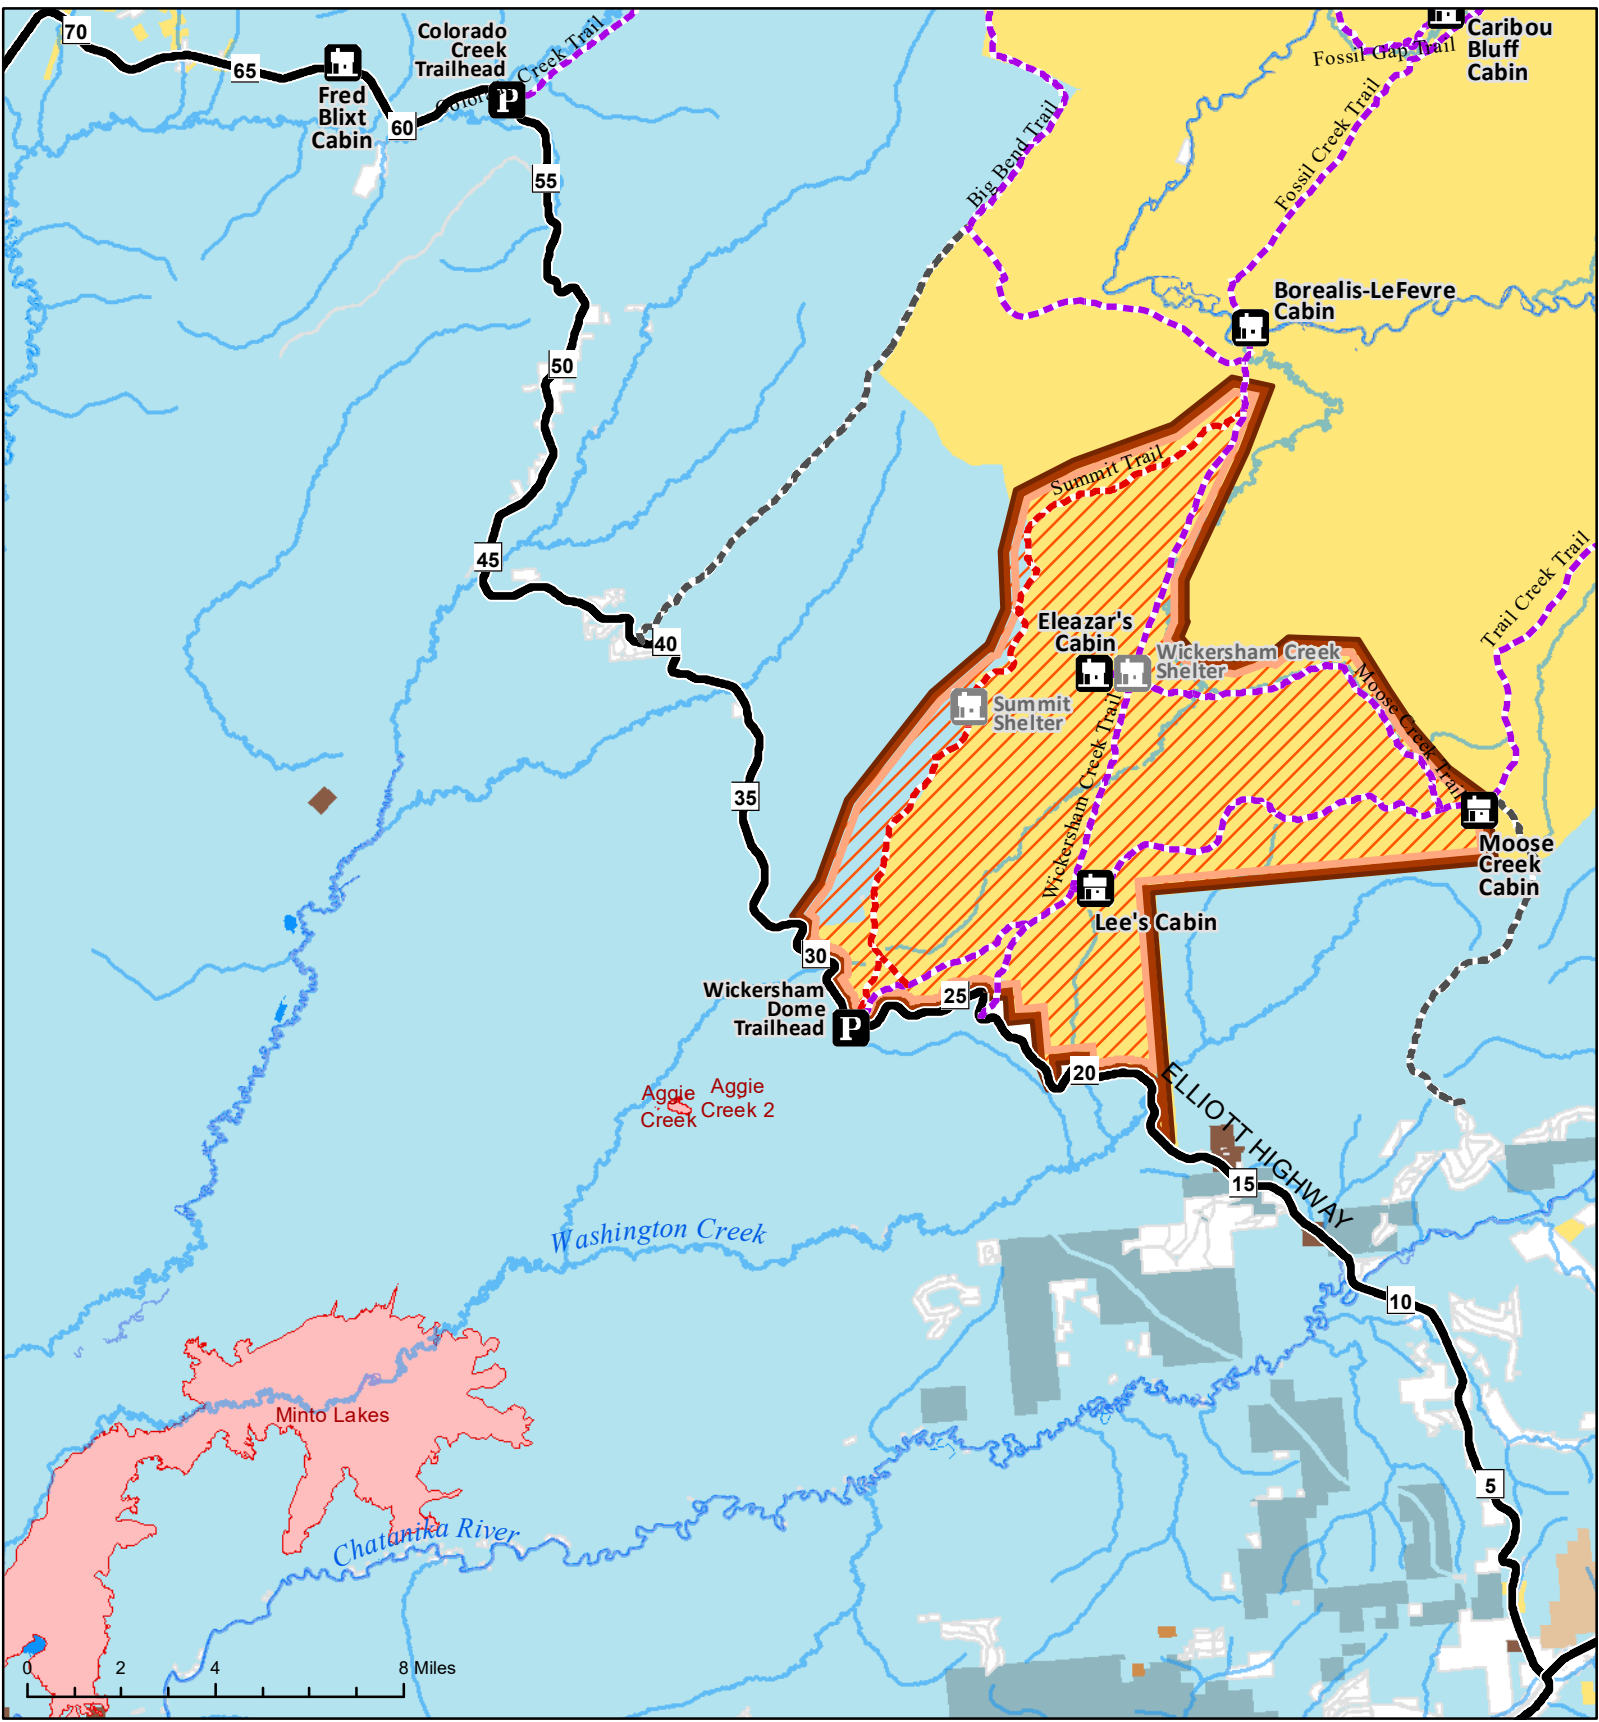 70
65
Fred
Blixt
Cabin
60
Colorado
Creek
Trailhead
P
Colorado Creek Trail
55
50
45
40
35
30
Big Bend Trail
Fossil Gap Trail
Caribou
Bluff
Cabin
Fossil Creek Trail
Borealis-LeFevre
Cabin
Summit Trail
Trail Creek Trail
Eleazar's
Cabin
Wickersham Creek
Shelter
Summit
Shelter
Moose Creek Trail
Wickersham Creek Trail
Moose
Creek
Cabin
Lee's Cabin
Wickersham
Dome
Trailhead
P
25
20
ELLIOTT HIGHWAY
Aggie
Creek
Aggie
Creek 2
15
Washington Creek
10
Minto Lakes
5
Chatanika River
0 2 4 8 Miles